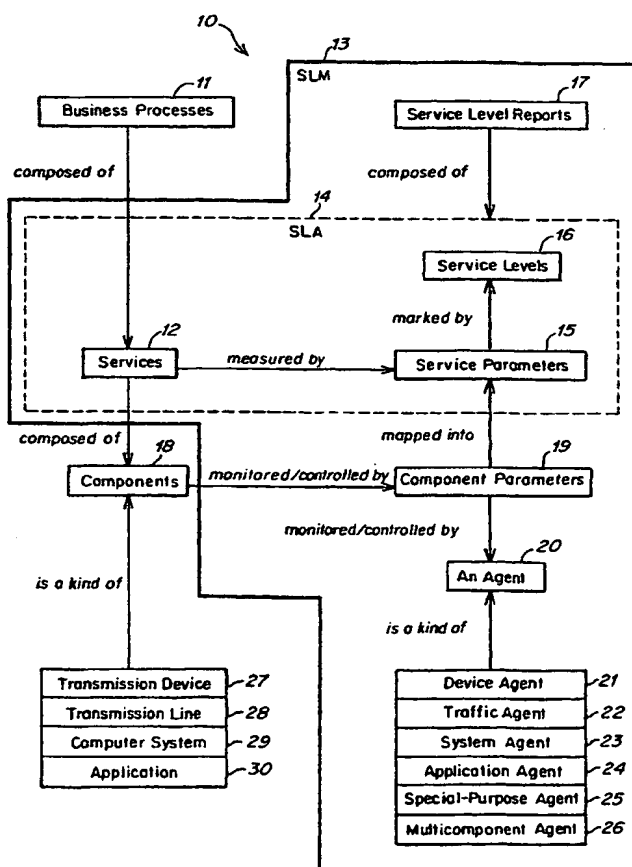 10
13
SLM
11
Business Processes
17
Service Level Reports
composed of
composed of
14
SLA
16
Service Levels
marked by
12
Services
measured by
15
Service Parameters
composed of
mapped into
18
Components
monitored/controlled by
19
Component Parameters
monitored/controlled by
20
An Agent
is a kind of
is a kind of
Transmission Device 27
Transmission Line 28
Computer System 29
Application 30
Device Agent 21
Traffic Agent 22
System Agent 23
Application Agent 24
Special-Purpose Agent 25
Multicomponent Agent 26